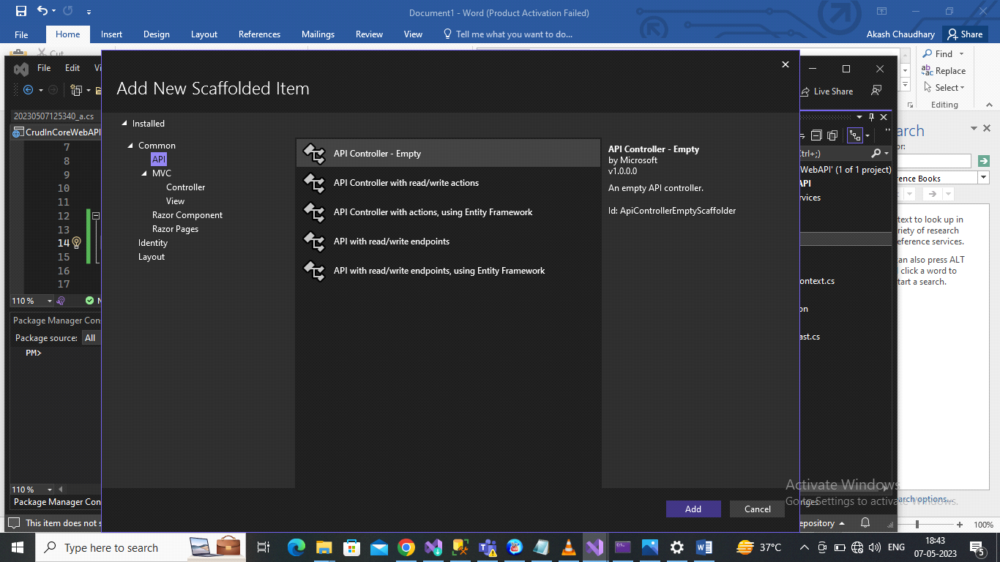 Document1 - Word (Product Activation Failed)
File Home Insert Design Layout References Mailings Review View Tell me what you want to do... Akash Chaudhary Share
Cut
Find
Replace
Select
Editing
File Edit
Live Share
Add New Scaffolded Item
20230507125340_a.cs
CrudInCoreWebAPI
7
8
9
10
11
12
13
14
15
16
17
110 %
Package Manager Con
Package source: All
PM>
110 %
Package Manager Con
This item does not s
Installed
Common
API
MVC
Controller
View
Razor Component
Razor Pages
Identity
Layout
API Controller - Empty
API Controller with read/write actions
API Controller with actions, using Entity Framework
API with read/write endpoints
API with read/write endpoints, using Entity Framework
API Controller - Empty
by Microsoft
v1.0.0.0
An empty API controller.
Id: ApiControllerEmptyScaffolder
Add Cancel
Ctrl+;)
WebAPI' (1 of 1 project)
API
rvices
ontext.cs
on
ast.cs
epository
arch
or:
ence Books
text to look up in
riety of research
eference services.
can also press ALT
click a word to
tart a search.
arch options...
Activate Windows
Go to Settings to activate Windows.
100%
Type here to search
37°C
ENG
18:43
07-05-2023
5